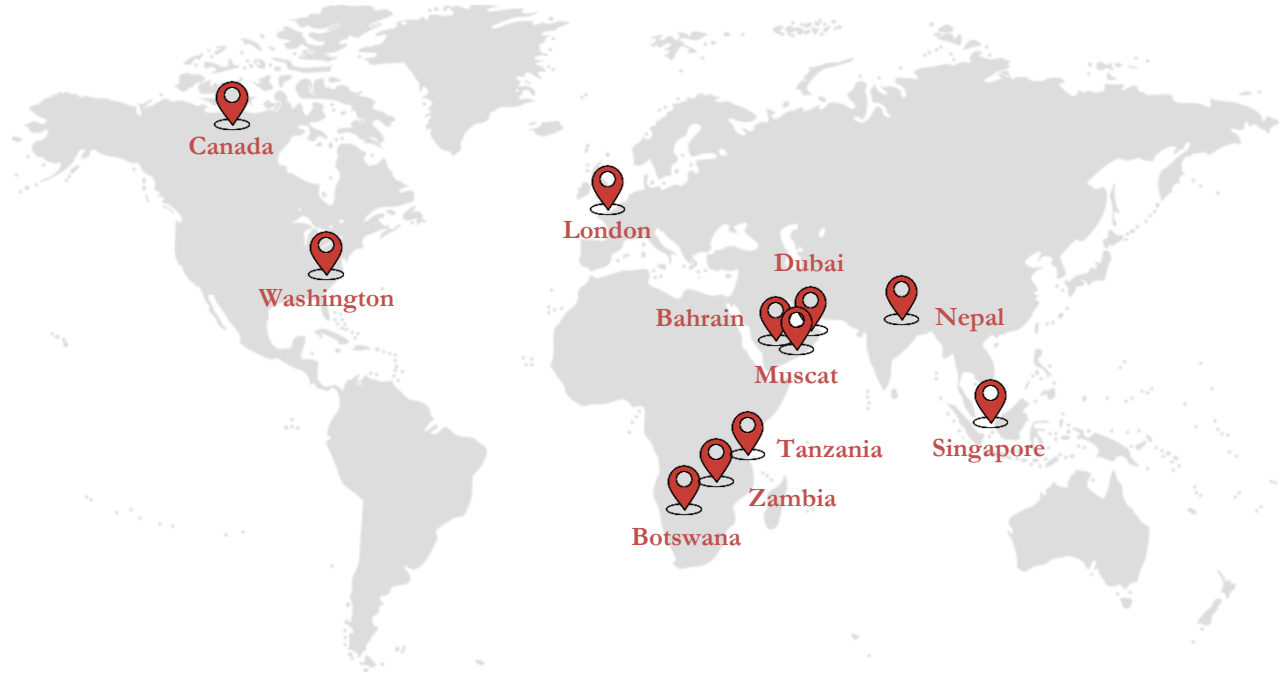 Canada
London
Washington
Dubai
Bahrain
Nepal
Muscat
Tanzania
Singapore
Zambia
Botswana